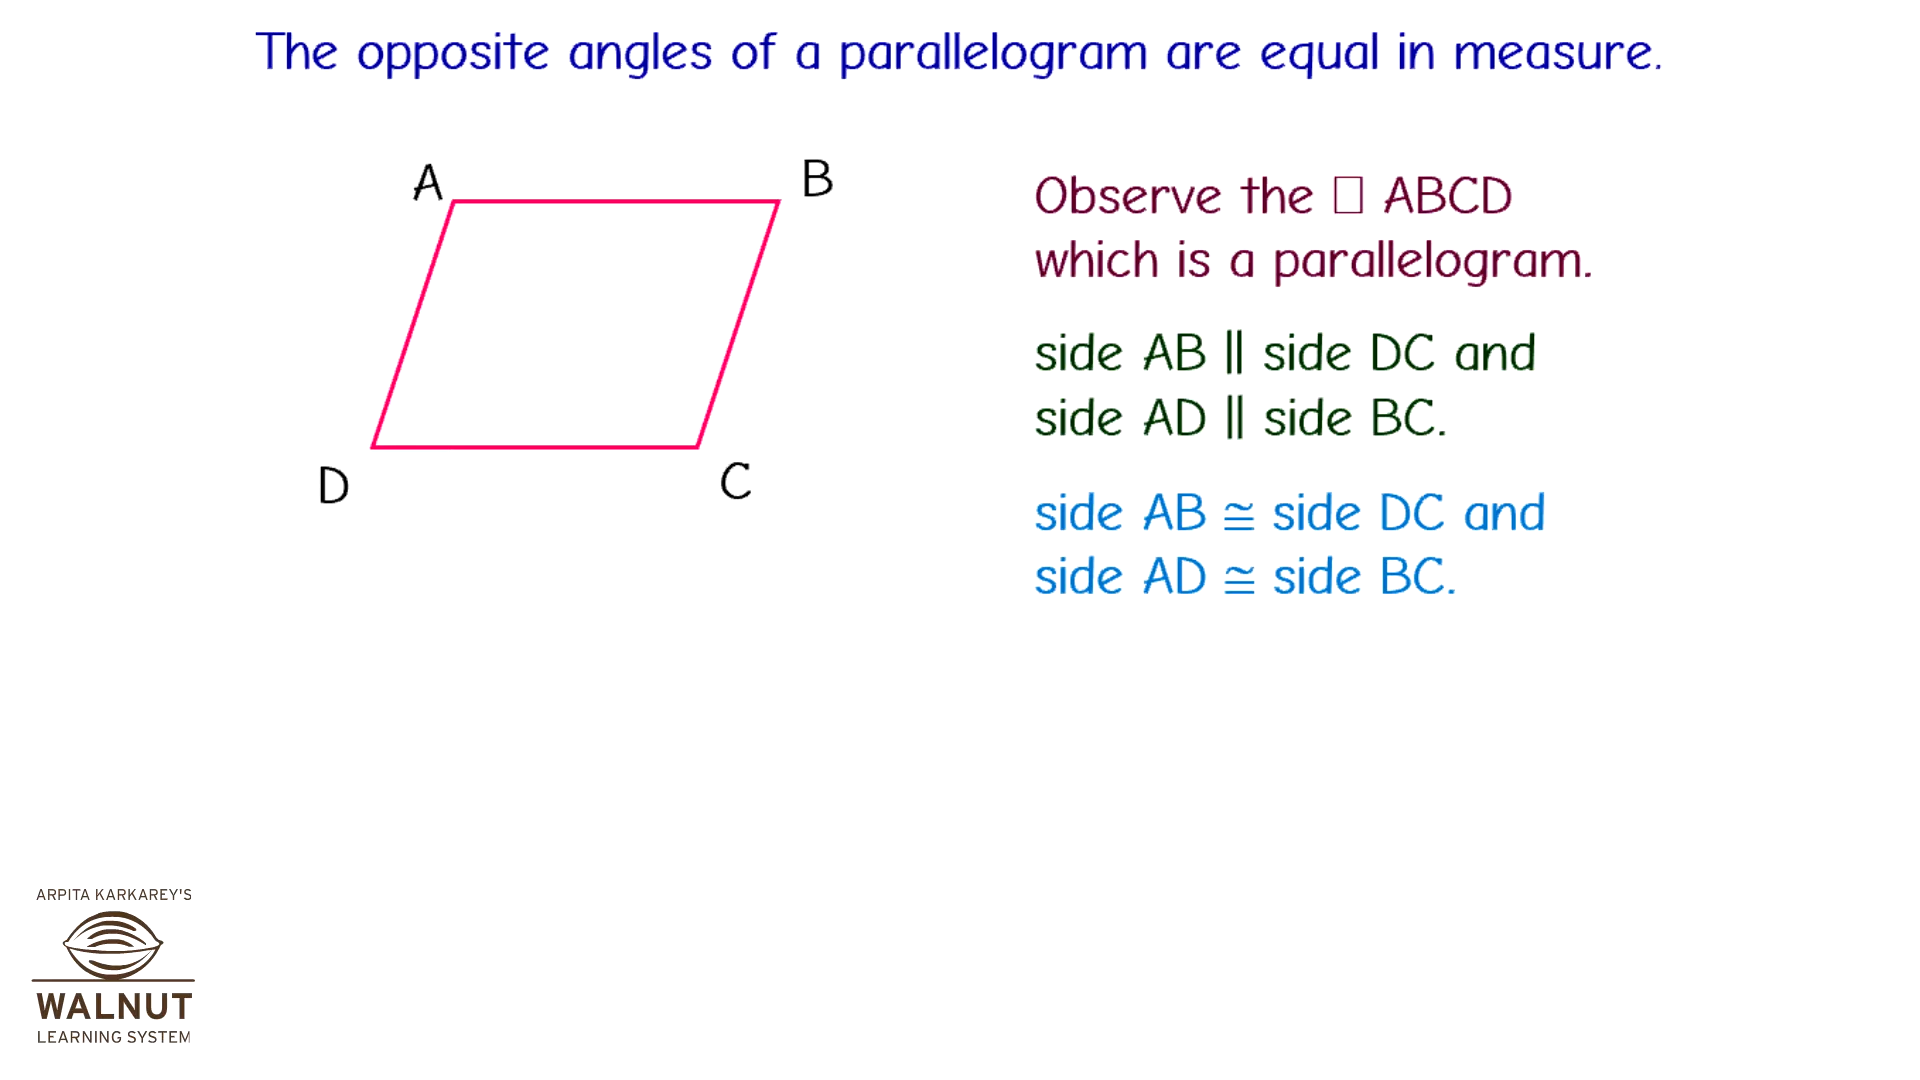 The opposite angles of a parallelogram are equal in measure.
A
B
D
C
Observe the □ ABCD
which is a parallelogram.
side AB || side DC and
side AD || side BC.
side AB ≅ side DC and
side AD ≅ side BC.
ARPITA KARKAREY'S
WALNUT
LEARNING SYSTEM